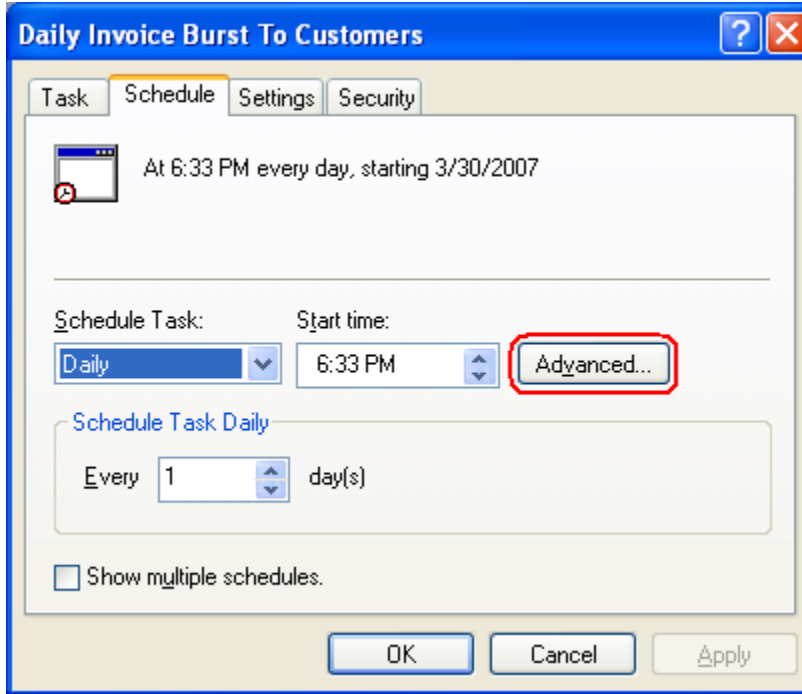 Daily Invoice Burst To Customers
Task Schedule Settings Security
At 6:33 PM every day, starting 3/30/2007
Schedule Task: Start time:
Daily 6:33 PM Advanced...
Schedule Task Daily
Every 1 day(s)
Show multiple schedules.
OK Cancel Apply